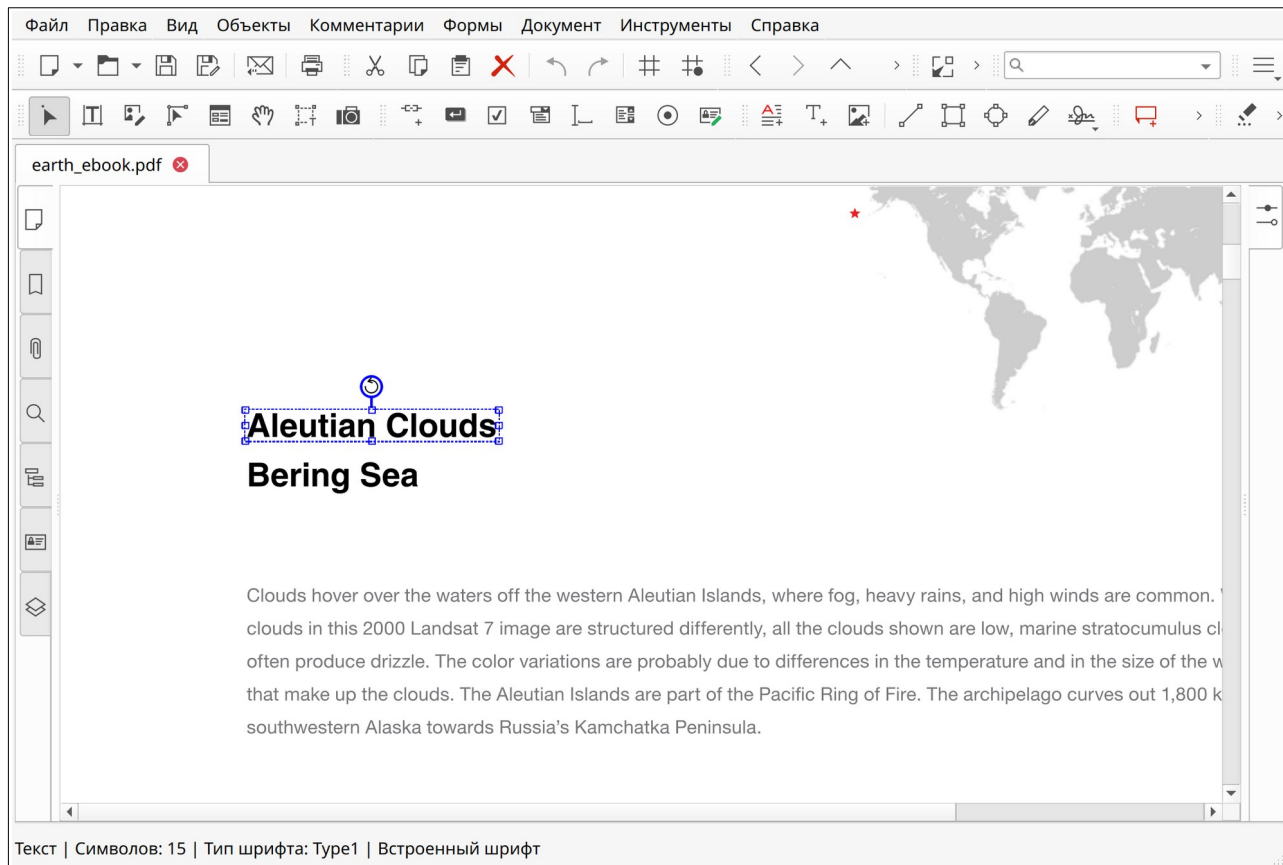 Файл Правка Вид Объекты Комментарии Формы Документ Инструменты Справка
earth_ebook.pdf
Aleutian Clouds
Bering Sea
Clouds hover over the waters off the western Aleutian Islands, where fog, heavy rains, and high winds are common.
clouds in this 2000 Landsat 7 image are structured differently, all the clouds shown are low, marine stratocumulus
often produce drizzle. The color variations are probably due to differences in the temperature and in the size of the
that make up the clouds. The Aleutian Islands are part of the Pacific Ring of Fire. The archipelago curves out 1,800 k
southwestern Alaska towards Russia’s Kamchatka Peninsula.
Текст | Символов: 15 | Тип шрифта: Type1 | Встроенный шрифт